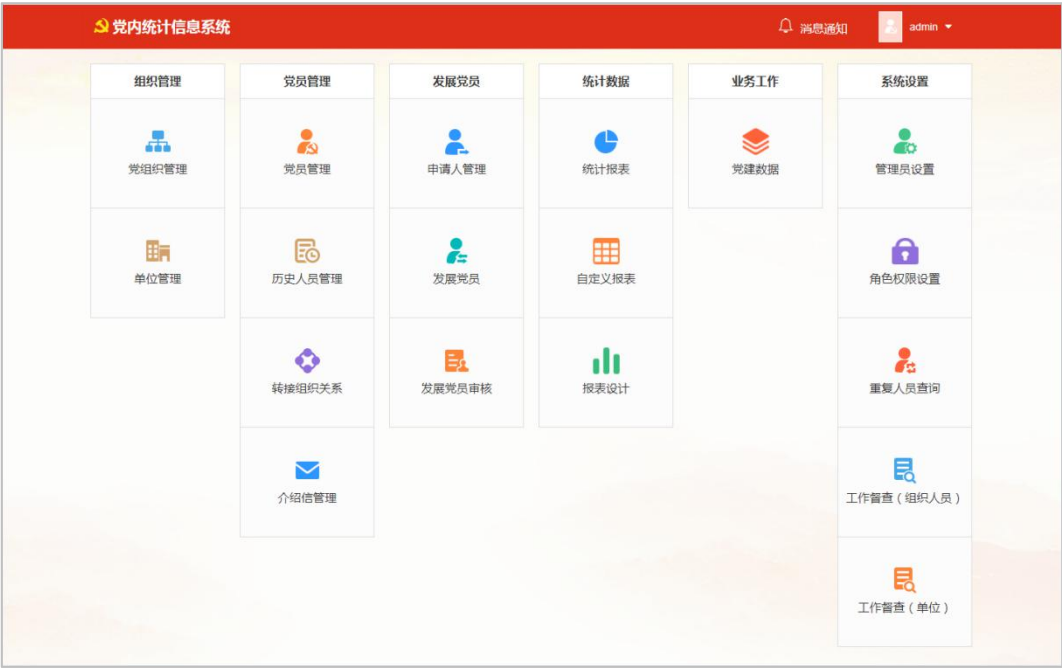 党内统计信息系统
消息通知
admin
组织管理
党员管理
发展党员
统计数据
业务工作
系统设置
党组织管理
党员管理
申请人管理
统计报表
党建数据
管理员设置
单位管理
历史人员管理
发展党员
自定义报表
角色权限设置
转接组织关系
发展党员审核
报表设计
重复人员查询
介绍信管理
工作督查（组织人员）
工作督查（单位）